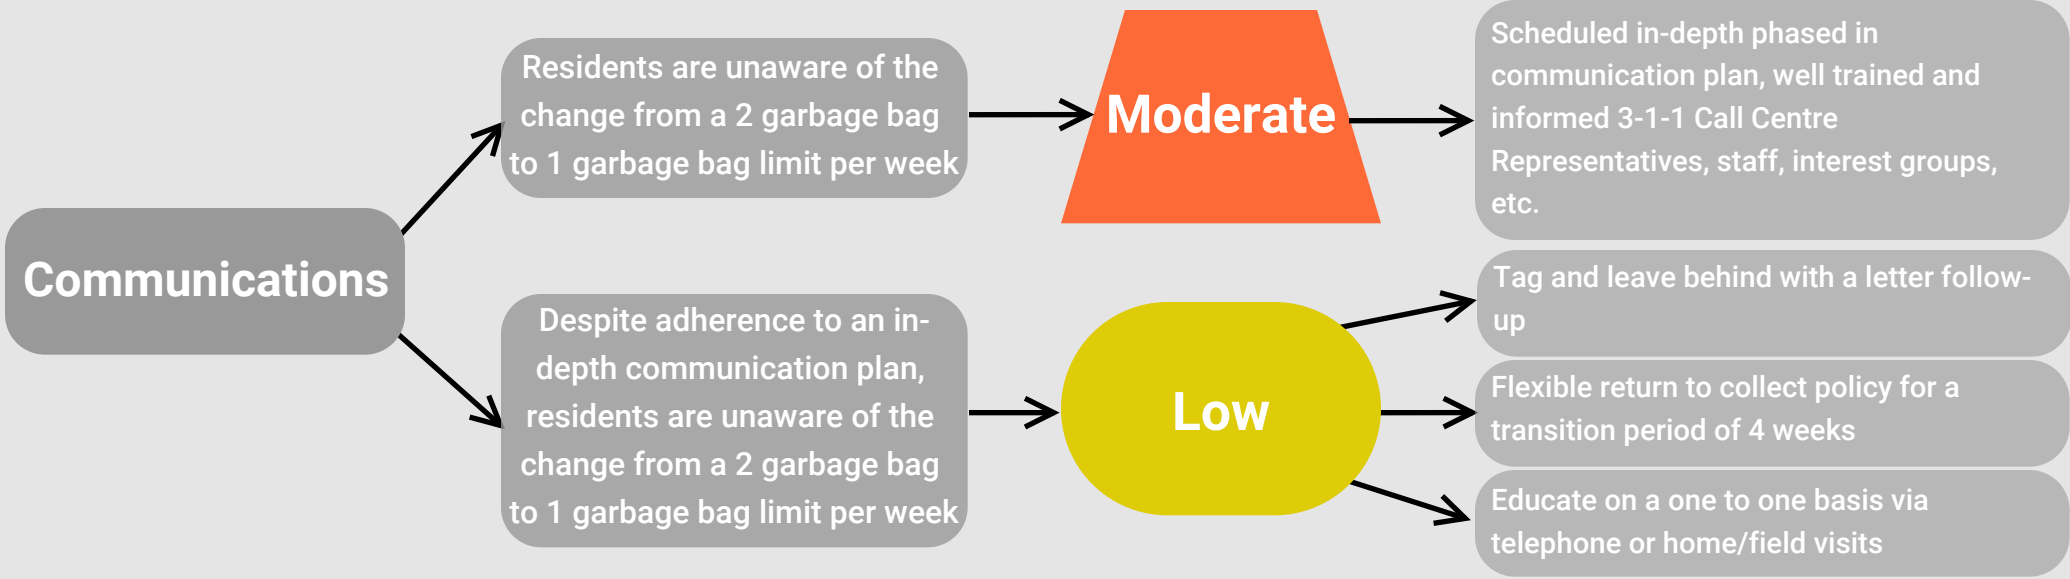 Communications
Residents are unaware of the
change from a 2 garbage bag
to 1 garbage bag limit per week
Moderate
Scheduled in-depth phased in
communication plan, well trained and
informed 3-1-1 Call Centre
Representatives, staff, interest groups,
etc.
Despite adherence to an in-
depth communication plan,
residents are unaware of the
change from a 2 garbage bag
to 1 garbage bag limit per week
Low
Tag and leave behind with a letter follow-
up
Flexible return to collect policy for a
transition period of 4 weeks
Educate on a one to one basis via
telephone or home/field visits